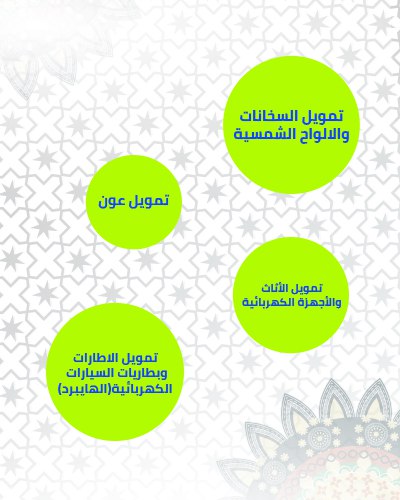 تمويل السخانات
والالواح الشمسية
تمويل عون
تمويل الأثاث
والأجهزة الكهربائية
تمويل الاطارات
وبطاريات السيارات
الكهربائية(الهايبرد)